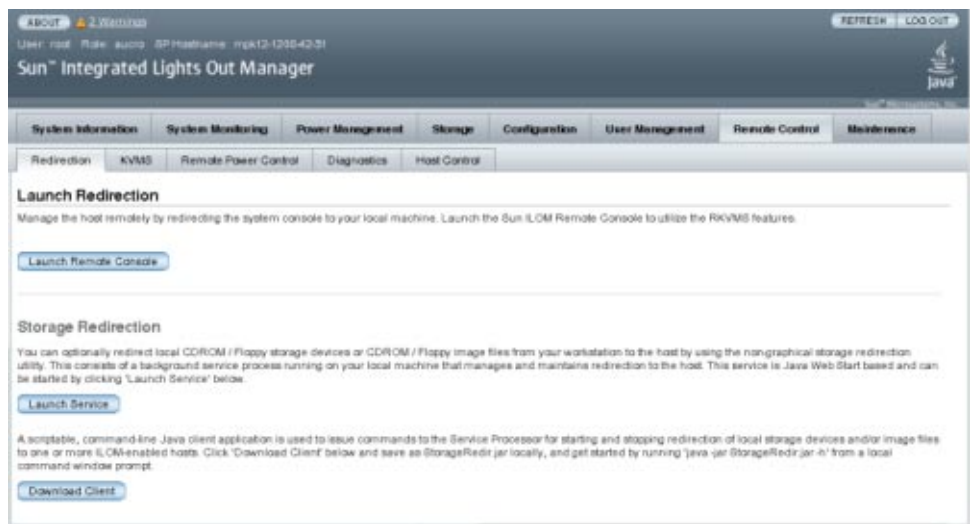 ABOUT 2 Warnings REFRESH LOG OUT
User: root Role: aucro SP Hostname:
Sun™ Integrated Lights Out Manager
Java
Sun™ Microsystems, Inc.
System Information System Monitoring Power Management Storage Configuration User Management Remote Control Maintenance
Redirection KVMS Remote Power Control Diagnostics Host Control
Launch Redirection
Manage the host remotely by redirecting the system console to your local machine. Launch the Sun ILOM Remote Console to utilize the RKVMS features.
Launch Remote Console
Storage Redirection
You can optionally redirect local CDROM / Floppy storage devices or CDROM / Floppy image files from your workstation to the host by using the non-graphical storage redirection
utility. This consists of a background service process running on your local machine that manages and maintains redirection to the host. This service is Java Web Start based and can
be started by clicking 'Launch Service' below.
Launch Service
A scriptable, command-line Java client application is used to issue commands to the Service Processor for starting and stopping redirection of local storage devices and/or image files
to one or more ILOM-enabled hosts. Click 'Download Client' below and save as StorageRedir.jar locally, and get started by running 'java -jar StorageRedir.jar -h' from a local
command window prompt.
Download Client